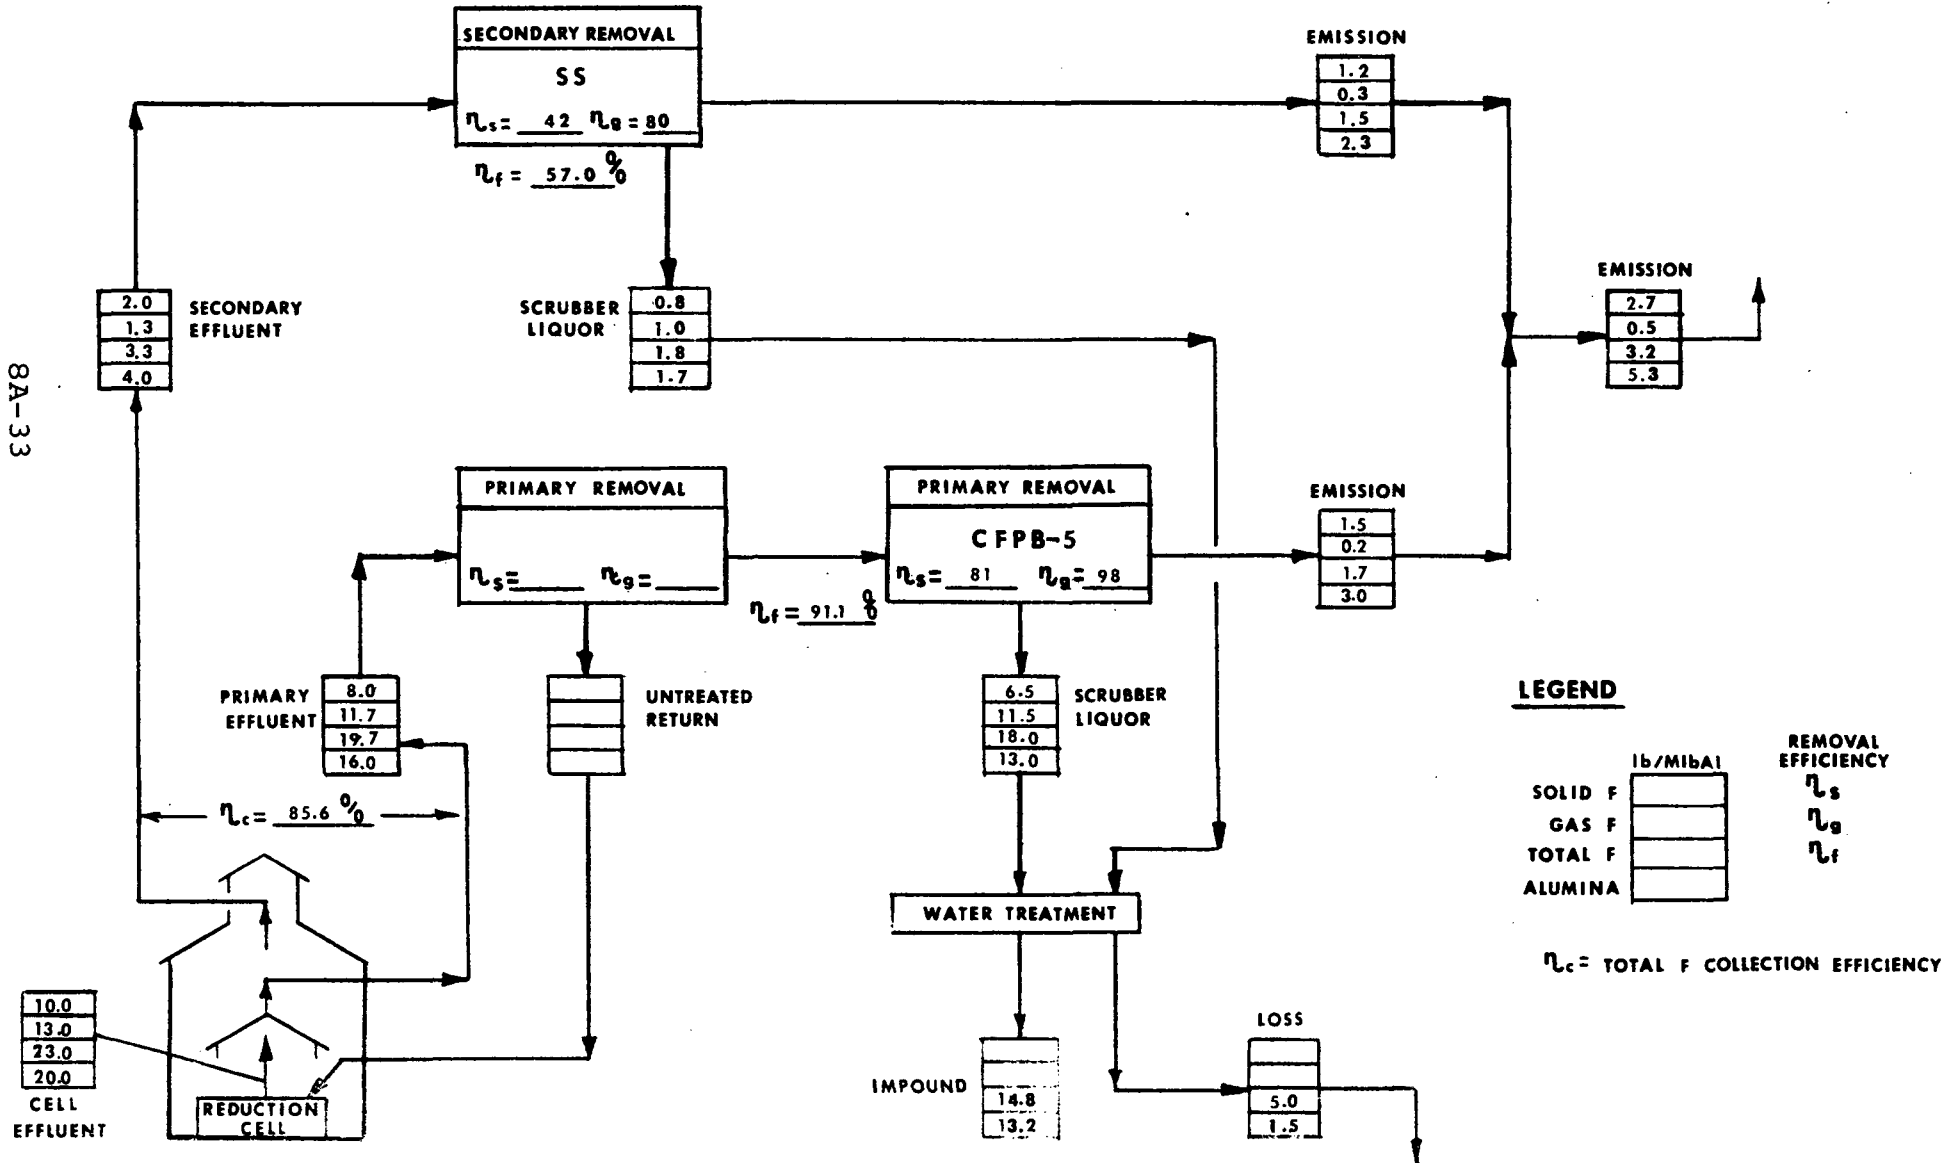 SECONDARY REMOVAL
SS
ηs= 42 ηg= 80
ηf= 57.0 %
EMISSION
1.2
0.3
1.5
2.3
EMISSION
2.7
0.5
3.2
5.3
2.0
1.3
3.3
4.0
SECONDARY
EFFLUENT
SCRUBBER
LIQUOR
0.8
1.0
1.8
1.7
8A-33
PRIMARY REMOVAL
ηs= ηg=
PRIMARY REMOVAL
CFPB-5
ηs= 81 ηg= 98
ηf= 91.1 %
EMISSION
1.5
0.2
1.7
3.0
PRIMARY
EFFLUENT
8.0
11.7
19.7
16.0
UNTREATED
RETURN
6.5
11.5
18.0
13.0
SCRUBBER
LIQUOR
ηc= 85.6 %
WATER TREATMENT
LEGEND
lb/MlbAl
REMOVAL
EFFICIENCY
SOLID F ηs
GAS F ηg
TOTAL F ηf
ALUMINA
ηc= TOTAL F COLLECTION EFFICIENCY
10.0
13.0
23.0
20.0
CELL
EFFLUENT
REDUCTION
CELL
IMPOUND
14.8
13.2
LOSS
5.0
1.5